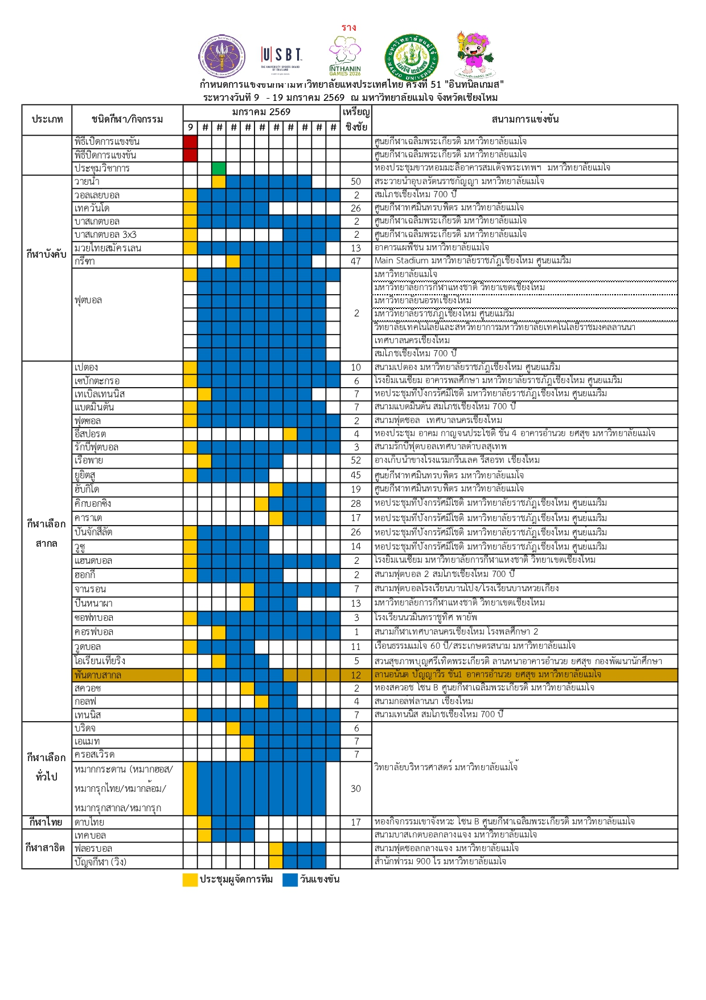 ร่าง
USBT
THE UNIVERSITY SPORTS BOARD
OF THAILAND
INTHANIN
GAMES 2026
มหาวิทยาลัยแม่โจ้
แม่โจ้ ๒๔๗๗
MAEJO UNIVERSITY
INTHANIN GAMES 2026
กำหนดการแข่งขันกีฬามหาวิทยาลัยแห่งประเทศไทย ครั้งที่ 51 "อินทนิลเกมส์"
ระหว่างวันที่ 9 - 19 มกราคม 2569 ณ มหาวิทยาลัยแม่โจ้ จังหวัดเชียงใหม่
ประเภท ชนิดกีฬา/กิจกรรม มกราคม 2569 เหรียญ ชิงชัย สนามการแข่งขัน
9 # # # # # # # # # #
พิธีเปิดการแข่งขัน ศูนย์กีฬาเฉลิมพระเกียรติ มหาวิทยาลัยแม่โจ้
พิธีปิดการแข่งขัน ศูนย์กีฬาเฉลิมพระเกียรติ มหาวิทยาลัยแม่โจ้
ประชุมวิชาการ ห้องประชุมข้าวหอมมะลิอาคารสมเด็จพระเทพฯ มหาวิทยาลัยแม่โจ้
กีฬาบังคับ
ว่ายน้ำ 50 สระว่ายน้ำอุบลรัตนราชกัญญา มหาวิทยาลัยแม่โจ้
วอลเลย์บอล 2 สมโภชเชียงใหม่ 700 ปี
เทควันโด 26 ศูนย์กีฬาทศมินทรบพิตร มหาวิทยาลัยแม่โจ้
บาสเกตบอล 2 ศูนย์กีฬาเฉลิมพระเกียรติ มหาวิทยาลัยแม่โจ้
บาสเกตบอล 3x3 2 ศูนย์กีฬาเฉลิมพระเกียรติ มหาวิทยาลัยแม่โจ้
มวยไทยสมัครเล่น 13 อาคารแผ่พืชน์ มหาวิทยาลัยแม่โจ้
กรีฑา 47 Main Stadium มหาวิทยาลัยราชภัฏเชียงใหม่ ศูนย์แม่ริม
ฟุตบอล 2 มหาวิทยาลัยแม่โจ้
มหาวิทยาลัยการกีฬาแห่งชาติ วิทยาเขตเชียงใหม่
มหาวิทยาลัยนอร์ทเชียงใหม่
มหาวิทยาลัยราชภัฏเชียงใหม่ ศูนย์แม่ริม
วิทยาลัยเทคโนโลยีและสหวิทยาการมหาวิทยาลัยเทคโนโลยีราชมงคลล้านนา
เทศบาลนครเชียงใหม่
สมโภชเชียงใหม่ 700 ปี
กีฬาเลือก
สากล
เปตอง 10 สนามเปตอง มหาวิทยาลัยราชภัฏเชียงใหม่ ศูนย์แม่ริม
เซปักตะกร้อ 6 โรงยิมเนเซียม อาคารพลศึกษา มหาวิทยาลัยราชภัฏเชียงใหม่ ศูนย์แม่ริม
เทเบิลเทนนิส 7 หอประชุมทีปังกรรัศมีโชติ มหาวิทยาลัยราชภัฏเชียงใหม่ ศูนย์แม่ริม
แบดมินตัน 7 สนามแบดมินตัน สมโภชเชียงใหม่ 700 ปี
ฟุตซอล 2 สนามฟุตซอล เทศบาลนครเชียงใหม่
อีสปอร์ต 4 ห้องประชุม อาคม กาญจนประโชติ ชั้น 4 อาคารอำนวย ยศสุข มหาวิทยาลัยแม่โจ้
รักบี้ฟุตบอล 3 สนามรักบี้ฟุตบอลเทศบาลตำบลสุเทพ
เรือพาย 52 อ่างเก็บน้ำข้างโรงแรมกรีนเลค รีสอร์ท เชียงใหม่
ยูยิตสู 45 ศูนย์กีฬาทศมินทรบพิตร มหาวิทยาลัยแม่โจ้
ฮับกิโด 19 ศูนย์กีฬาทศมินทรบพิตร มหาวิทยาลัยแม่โจ้
คิกบ็อกซิ่ง 28 หอประชุมทีปังกรรัศมีโชติ มหาวิทยาลัยราชภัฏเชียงใหม่ ศูนย์แม่ริม
คาราเต้ 17 หอประชุมทีปังกรรัศมีโชติ มหาวิทยาลัยราชภัฏเชียงใหม่ ศูนย์แม่ริม
ปันจักสีลัต 26 หอประชุมทีปังกรรัศมีโชติ มหาวิทยาลัยราชภัฏเชียงใหม่ ศูนย์แม่ริม
วูซู 14 หอประชุมทีปังกรรัศมีโชติ มหาวิทยาลัยราชภัฏเชียงใหม่ ศูนย์แม่ริม
แฮนด์บอล 2 โรงยิมเนเซียม มหาวิทยาลัยการกีฬาแห่งชาติ วิทยาเขตเชียงใหม่
ฮอกกี้ 2 สนามฟุตบอล 2 สมโภชเชียงใหม่ 700 ปี
จานร่อน 7 สนามฟุตบอลโรงเรียนบ้านโป่ง/โรงเรียนบ้านห้วยเกี๋ยง
ปีนหน้าผา 13 มหาวิทยาลัยการกีฬาแห่งชาติ วิทยาเขตเชียงใหม่
ซอฟท์บอล 3 โรงเรียนนวมินทราชูทิศ พายัพ
คอร์ฟบอล 1 สนามกีฬาเทศบาลนครเชียงใหม่ โรงพลศึกษา 2
วู้ดบอล 11 เรือนธรรมแม่โจ้ 60 ปี/สระเกษตรสนาม มหาวิทยาลัยแม่โจ้
โอเรียนเทียริ่ง 5 สวนสุขภาพบุญศรีเทิดพระเกียรติ ลานหน้าอาคารอำนวย ยศสุข กองพัฒนานักศึกษา
ฟันดาบสากล 12 ลานอนันต์ ปัญญาวีร์ ชั้น1 อาคารอำนวย ยศสุข มหาวิทยาลัยแม่โจ้
สควอช 2 ห้องสควอช โซน B ศูนย์กีฬาเฉลิมพระเกียรติ มหาวิทยาลัยแม่โจ้
กอล์ฟ 4 สนามกอล์ฟลานนา เชียงใหม่
เทนนิส 7 สนามเทนนิส สมโภชเชียงใหม่ 700 ปี
กีฬาเลือก
ทั่วไป
บริดจ์ 6
เอแม็ท 7
ครอสเวิร์ด 7
วิทยาลัยบริหารศาสตร์ มหาวิทยาลัยแม่โจ้
หมากกระดาน (หมากฮอส/
หมากรุกไทย/หมากล้อม/ 30
หมากรุกสากล/หมากรุก
กีฬาไทย ดาบไทย 17 ห้องกิจกรรมเข้าจังหวะ โซน B ศูนย์กีฬาเฉลิมพระเกียรติ มหาวิทยาลัยแม่โจ้
กีฬาสาธิต
เทคบอล สนามบาสเกตบอลกลางแจ้ง มหาวิทยาลัยแม่โจ้
ฟลอร์บอล สนามฟุตซอลกลางแจ้ง มหาวิทยาลัยแม่โจ้
ปัญจกีฬา (วิ่ง) สำนักฟาร์ม 900 ไร่ มหาวิทยาลัยแม่โจ้
ประชุมผู้จัดการทีม วันแข่งขัน